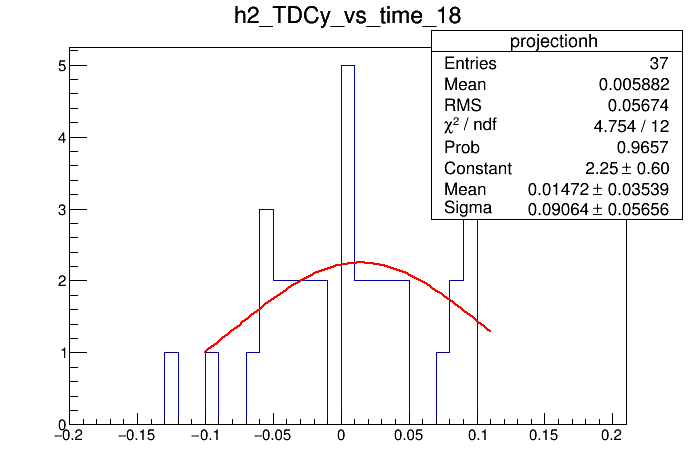 h2_TDCy_vs_time_18
projectionh
Entries 37
Mean 0.005882
RMS 0.05674
χ² / ndf 4.754 / 12
Prob 0.9657
Constant 2.25 ± 0.60
Mean 0.01472 ± 0.03539
Sigma 0.09064 ± 0.05656
5
4
3
2
1
0
−0.2 −0.15 −0.1 −0.05 0 0.05 0.1 0.15 0.2